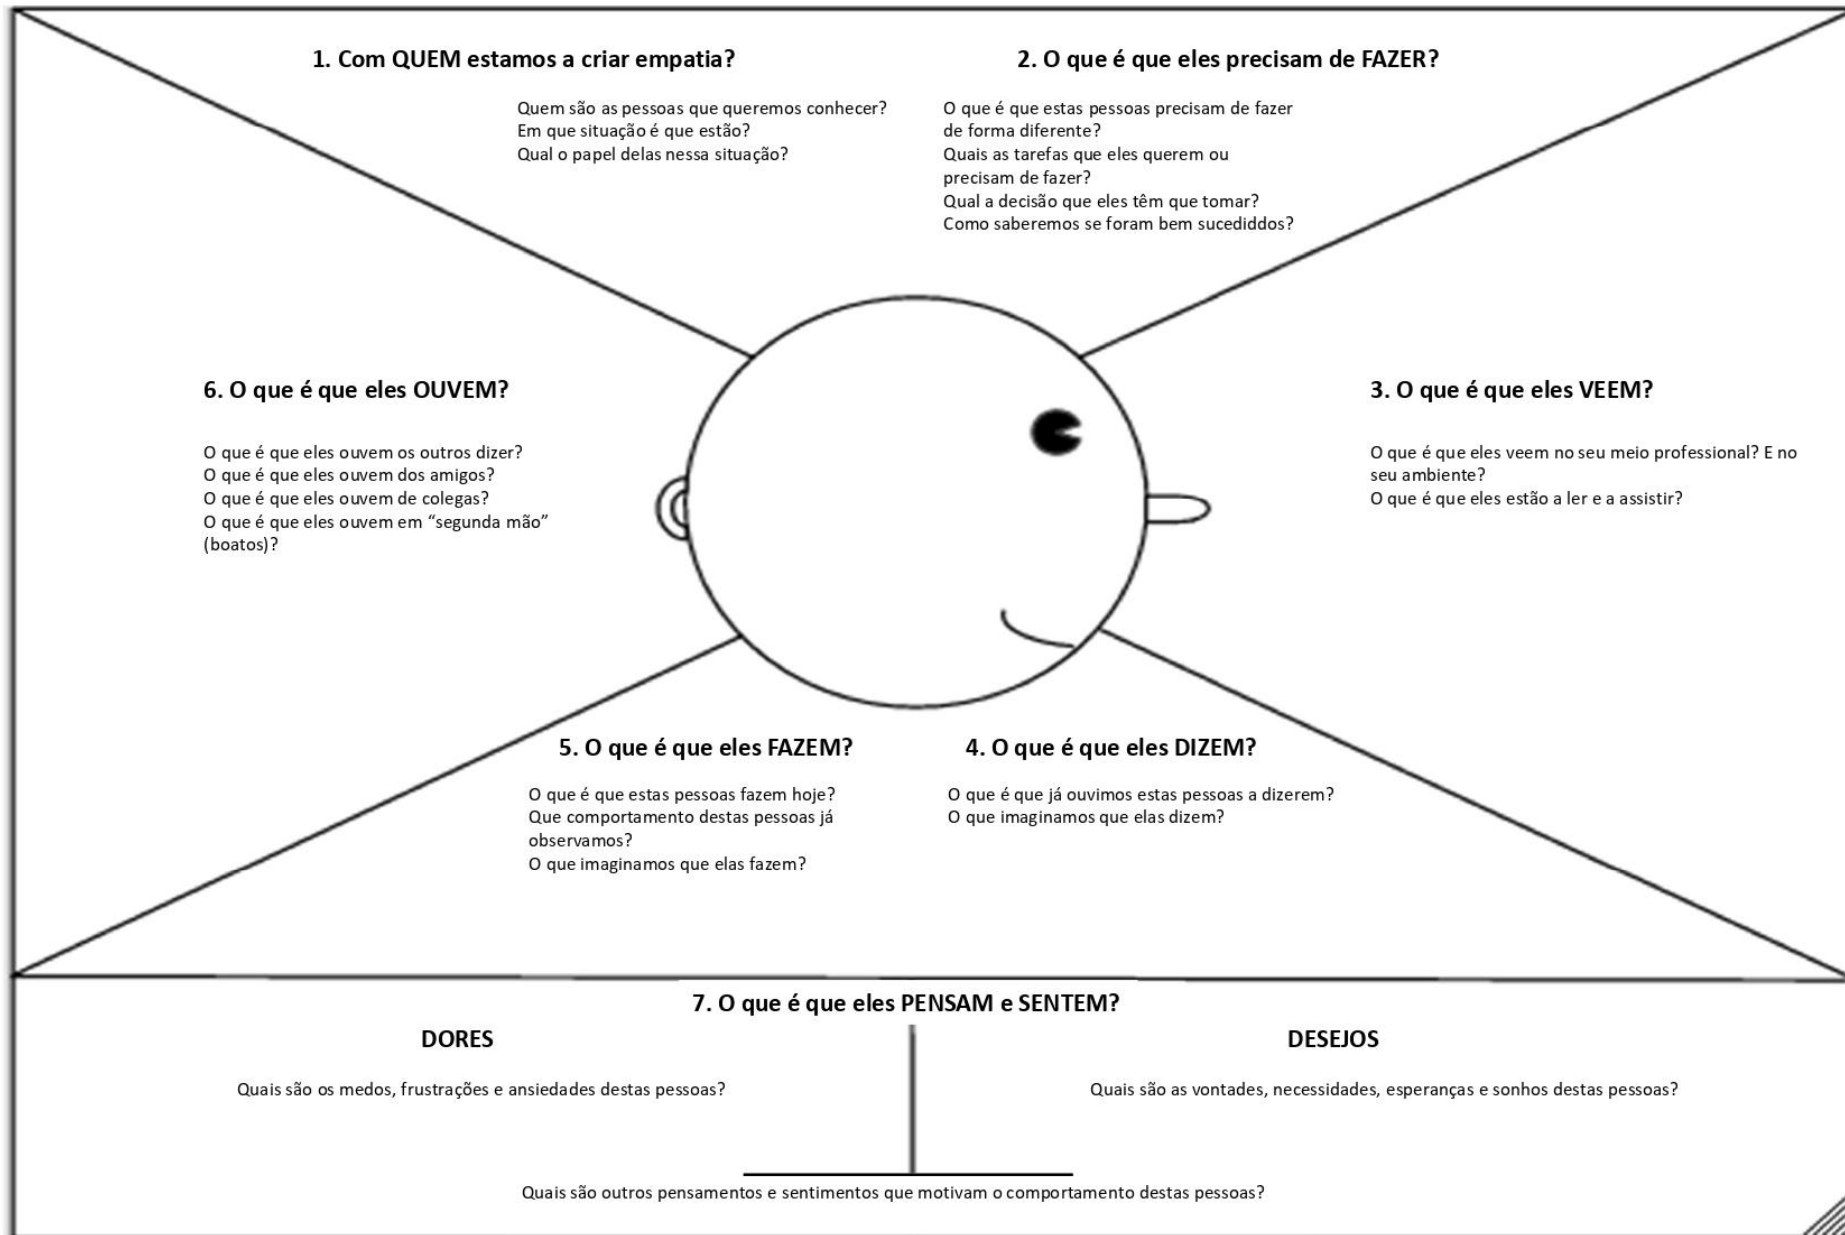 1. Com QUEM estamos a criar empatia?
Quem são as pessoas que queremos conhecer?
Em que situação é que estão?
Qual o papel delas nessa situação?
2. O que é que eles precisam de FAZER?
O que é que estas pessoas precisam de fazer
de forma diferente?
Quais as tarefas que eles querem ou
precisam de fazer?
Qual a decisão que eles têm que tomar?
Como saberemos se foram bem sucediddos?
3. O que é que eles VEEM?
O que é que eles veem no seu meio professional? E no
seu ambiente?
O que é que eles estão a ler e a assistir?
4. O que é que eles DIZEM?
O que é que já ouvimos estas pessoas a dizerem?
O que imaginamos que elas dizem?
5. O que é que eles FAZEM?
O que é que estas pessoas fazem hoje?
Que comportamento destas pessoas já
observamos?
O que imaginamos que elas fazem?
6. O que é que eles OUVEM?
O que é que eles ouvem os outros dizer?
O que é que eles ouvem dos amigos?
O que é que eles ouvem de colegas?
O que é que eles ouvem em “segunda mão”
(boatos)?
7. O que é que eles PENSAM e SENTEM?
DORES
Quais são os medos, frustrações e ansiedades destas pessoas?
DESEJOS
Quais são as vontades, necessidades, esperanças e sonhos destas pessoas?
Quais são outros pensamentos e sentimentos que motivam o comportamento destas pessoas?